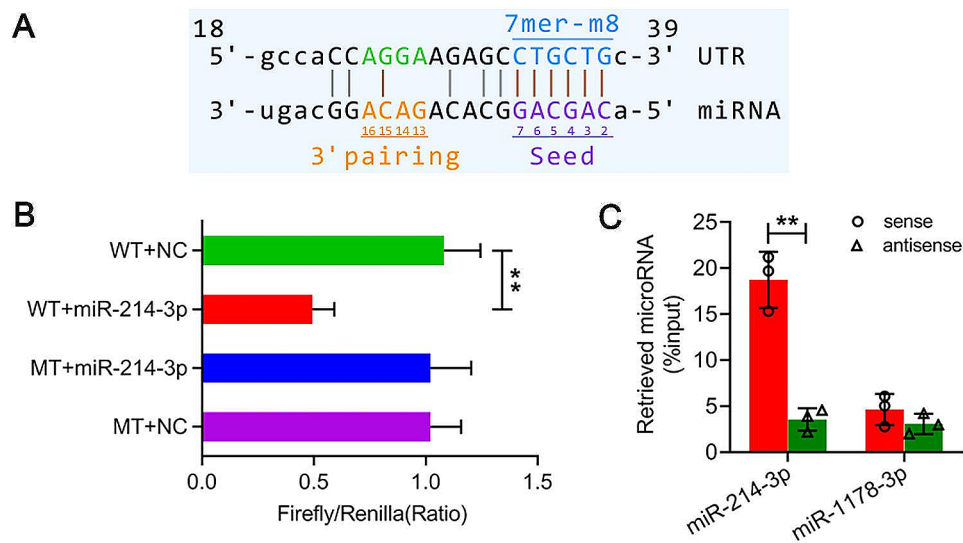 A
7mer-m8
18 39
5'-gccaCCAGGAAGAGCCTGCTGc-3' UTR
3'-ugacGGACAGACACGGACGACa-5' miRNA
16 15 14 13 7 6 5 4 3 2
3'pairing Seed
B
WT+NC
WT+miR-214-3p
MT+miR-214-3p
MT+NC
**
0.0 0.5 1.0 1.5
Firefly/Renilla(Ratio)
C
sense
antisense
**
Retrieved microRNA
(%input)
25
20
15
10
5
0
miR-214-3p
miR-1178-3p